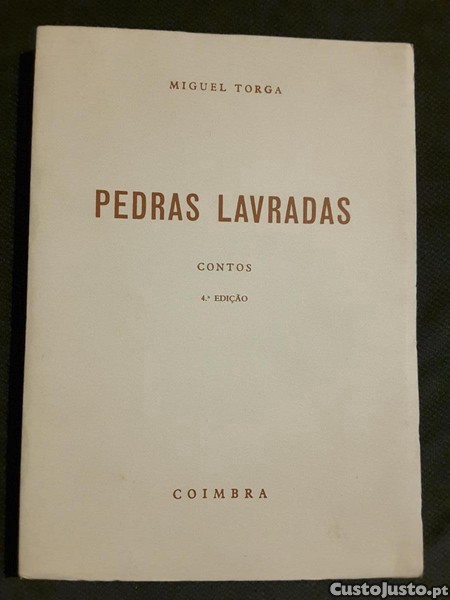 MIGUEL TORGA
PEDRAS LAVRADAS
CONTOS
4.ª EDIÇÃO
COIMBRA
CustoJusto.pt